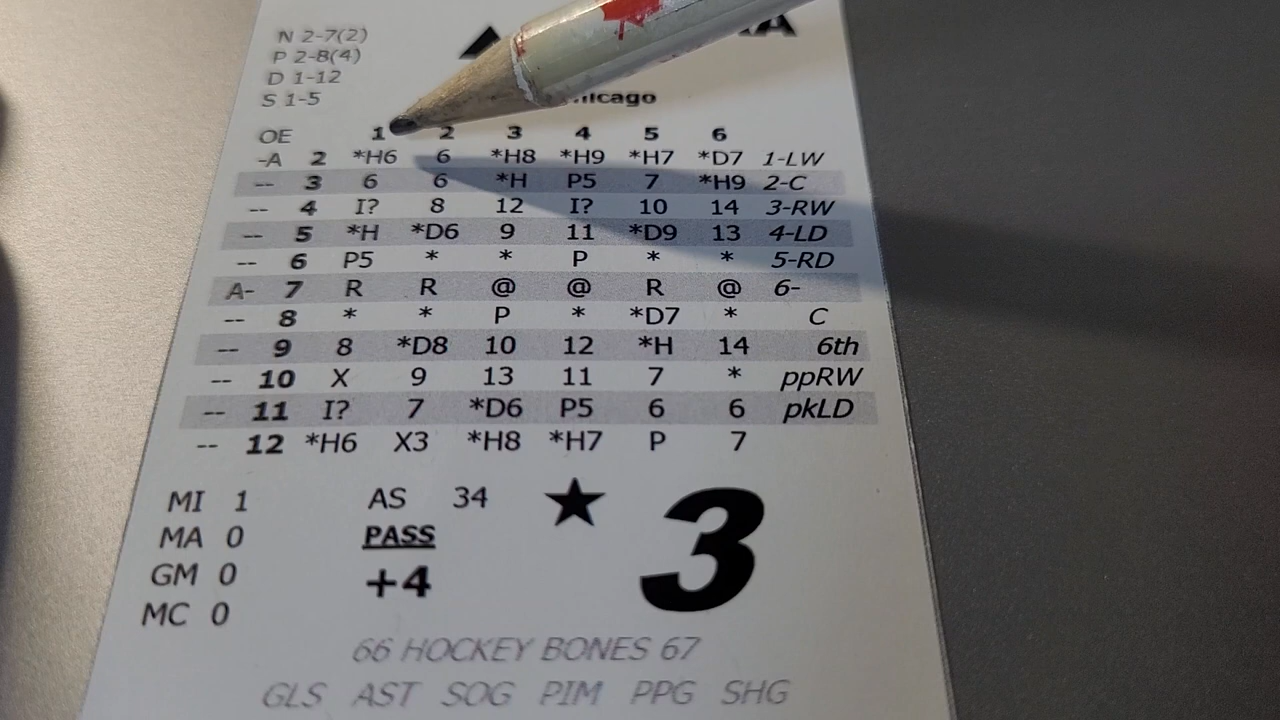 N 2-7(2)
P 2-8(4)
D 1-12
S 1-5
OE 1 2 3 4 5 6
-A 2 *H6 6 *H8 *H9 *H7 *D7 1-LW
-- 3 6 6 *H P5 7 *H9 2-C
-- 4 I? 8 12 I? 10 14 3-RW
-- 5 *H *D6 9 11 *D9 13 4-LD
-- 6 P5 * * P * * 5-RD
A- 7 R R @ @ R @ 6-
-- 8 * * P * *D7 * C
-- 9 8 *D8 10 12 *H 14 6th
-- 10 X 9 13 11 7 * ppRW
-- 11 I? 7 *D6 P5 6 6 pkLD
-- 12 *H6 X3 *H8 *H7 P 7
MI 1 AS 34 ★ 3
MA 0 PASS
GM 0 +4
MC 0
66 HOCKEY BONES 67
GLS AST SOG PIM PPG SHG